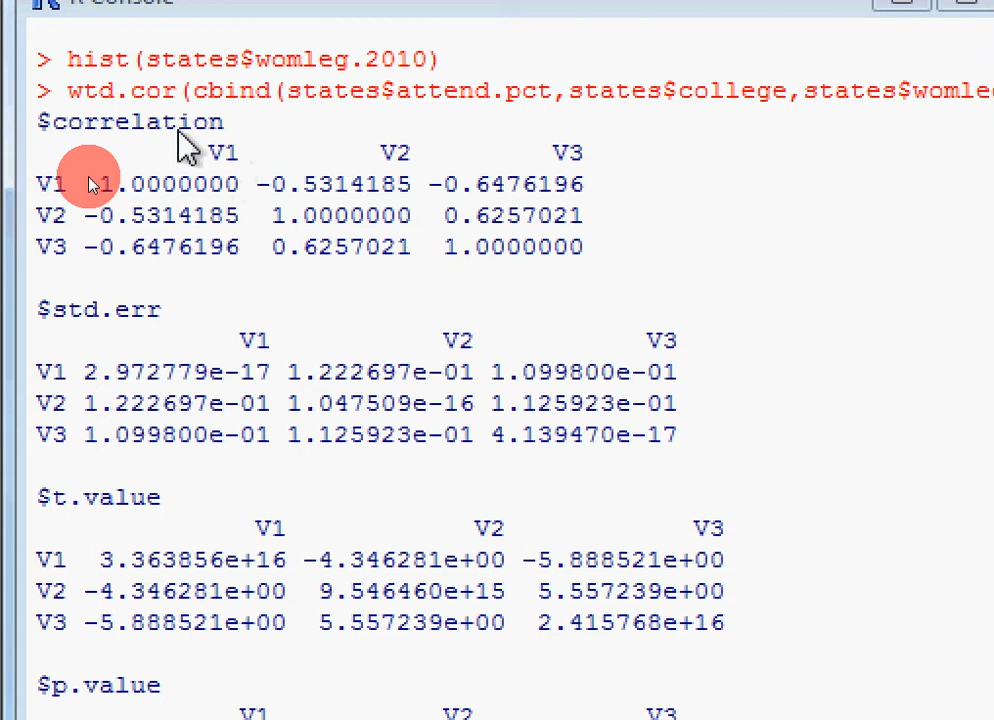 R Console
> hist(states$womleg.2010)
> wtd.cor(cbind(states$attend.pct,states$college,states$womle
$correlation
V1 V2 V3
V1 1.0000000 -0.5314185 -0.6476196
V2 -0.5314185 1.0000000 0.6257021
V3 -0.6476196 0.6257021 1.0000000
$std.err
V1 V2 V3
V1 2.972779e-17 1.222697e-01 1.099800e-01
V2 1.222697e-01 1.047509e-16 1.125923e-01
V3 1.099800e-01 1.125923e-01 4.139470e-17
$t.value
V1 V2 V3
V1 3.363856e+16 -4.346281e+00 -5.888521e+00
V2 -4.346281e+00 9.546460e+15 5.557239e+00
V3 -5.888521e+00 5.557239e+00 2.415768e+16
$p.value
V1 V2 V3